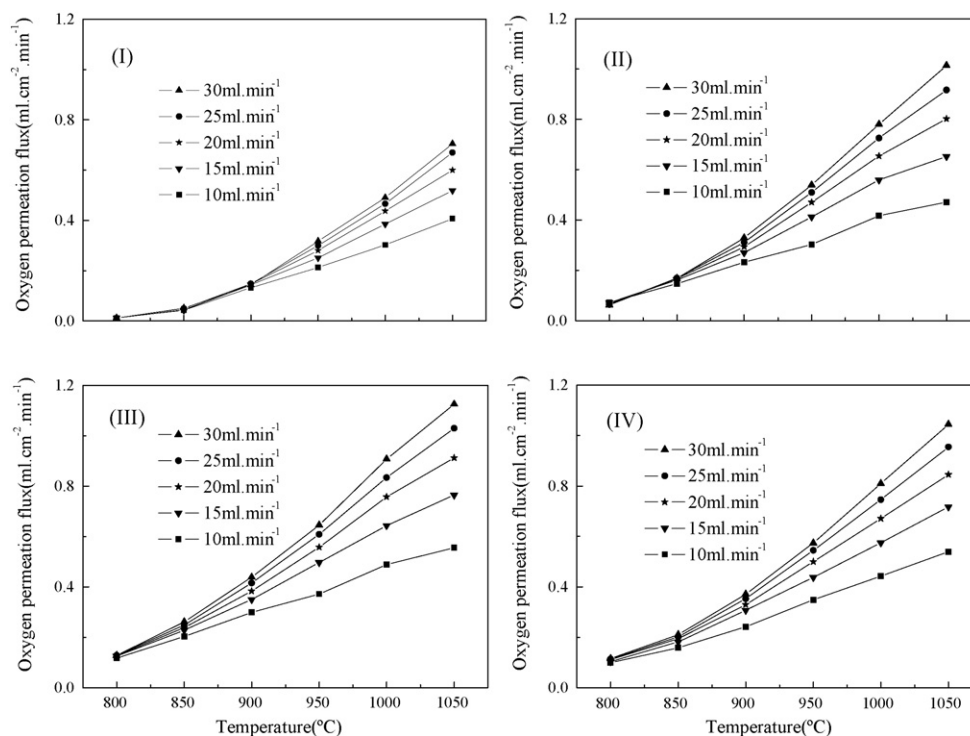 Oxygen permeation flux(ml.cm⁻².min⁻¹)
1.2
0.8
0.4
0.0
(I)
30ml.min⁻¹
25ml.min⁻¹
20ml.min⁻¹
15ml.min⁻¹
10ml.min⁻¹
Oxygen permeation flux(ml.cm⁻².min⁻¹)
1.2
0.8
0.4
0.0
(II)
30ml.min⁻¹
25ml.min⁻¹
20ml.min⁻¹
15ml.min⁻¹
10ml.min⁻¹
Oxygen permeation flux(ml.cm⁻².min⁻¹)
1.2
0.8
0.4
0.0
(III)
30ml.min⁻¹
25ml.min⁻¹
20ml.min⁻¹
15ml.min⁻¹
10ml.min⁻¹
800 850 900 950 1000 1050
Temperature(ºC)
Oxygen permeation flux(ml.cm⁻².min⁻¹)
1.2
0.8
0.4
0.0
(IV)
30ml.min⁻¹
25ml.min⁻¹
20ml.min⁻¹
15ml.min⁻¹
10ml.min⁻¹
800 850 900 950 1000 1050
Temperature(ºC)